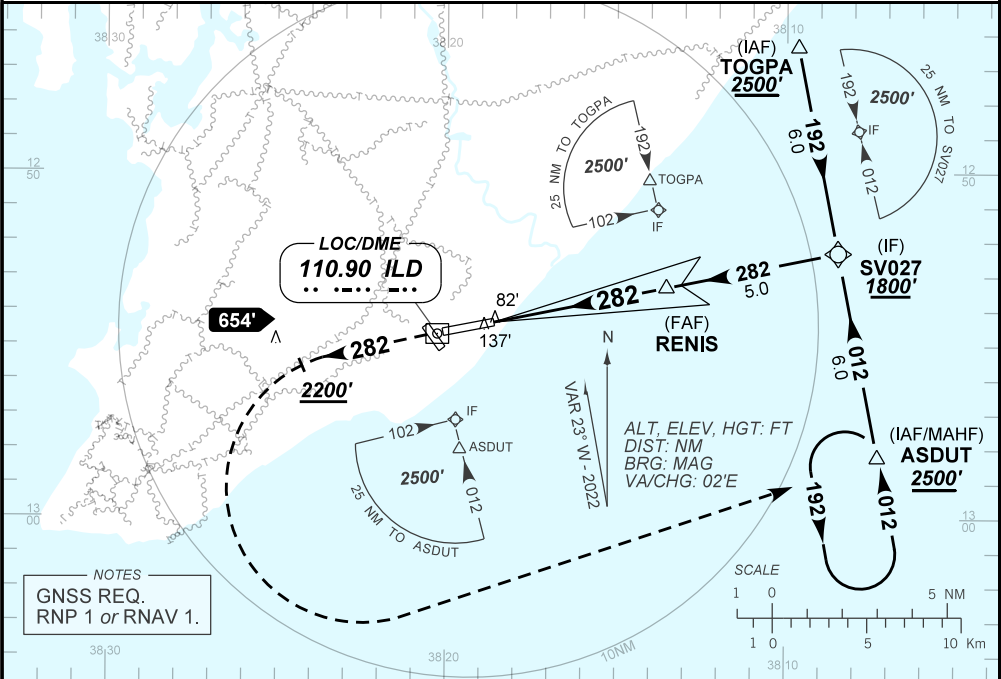 38 30
38 20
38 10
(IAF)
TOGPA
2500'
192
6.0
192
2500'
IF
012
25 NM TO SV027
25 NM TO TOGPA
192
2500'
TOGPA
102
IF
12
50
12
50
LOC/DME
110.90 ILD
(IF)
SV027
1800'
282
5.0
282
(FAF)
RENIS
654'
82'
137'
282
2200'
N
VAR 23° W - 2022
012
6.0
IF
102
ASDUT
2500'
012
25 NM TO ASDUT
ALT, ELEV, HGT: FT
DIST: NM
BRG: MAG
VA/CHG: 02'E
(IAF/MAHF)
ASDUT
2500'
192
012
13
00
13
00
NOTES
GNSS REQ.
RNP 1 or RNAV 1.
SCALE
1 0 5 NM
1 0 5 10 Km
38 30
38 20
10NM
38 10